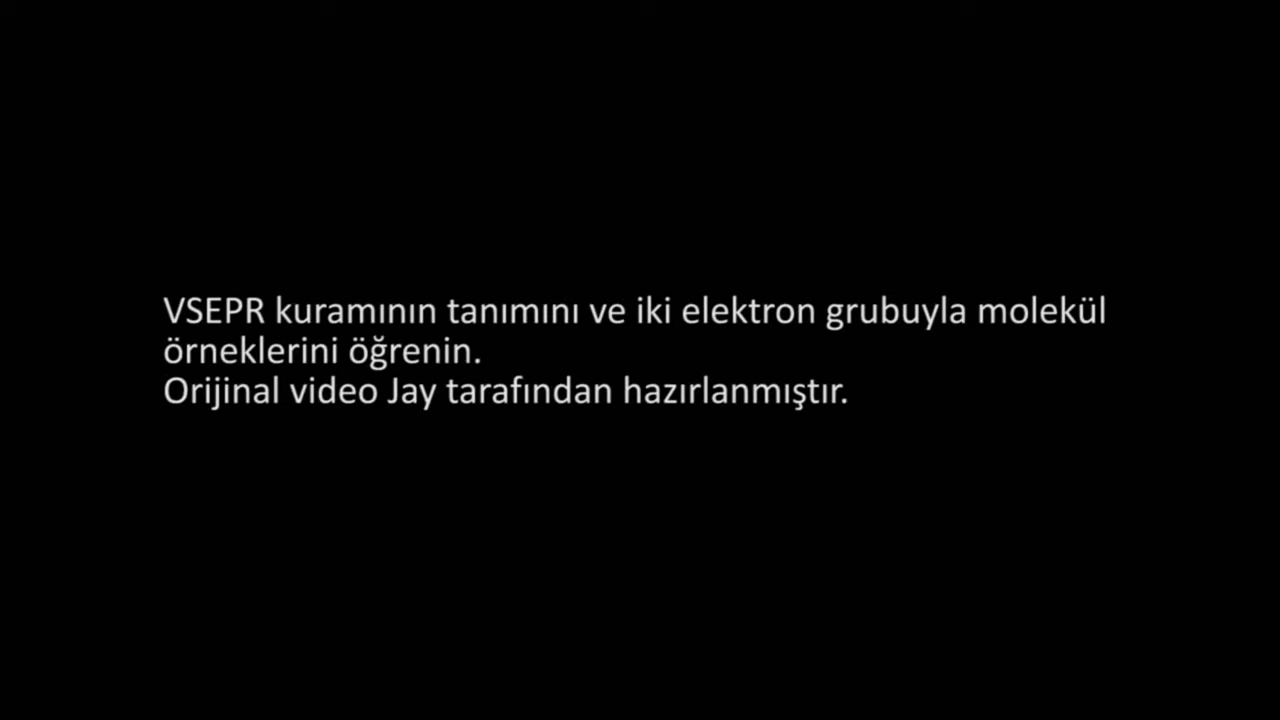 VSEPR kuramının tanımını ve iki elektron grubuyla molekül
örneklerini öğrenin.
Orijinal video Jay tarafından hazırlanmıştır.